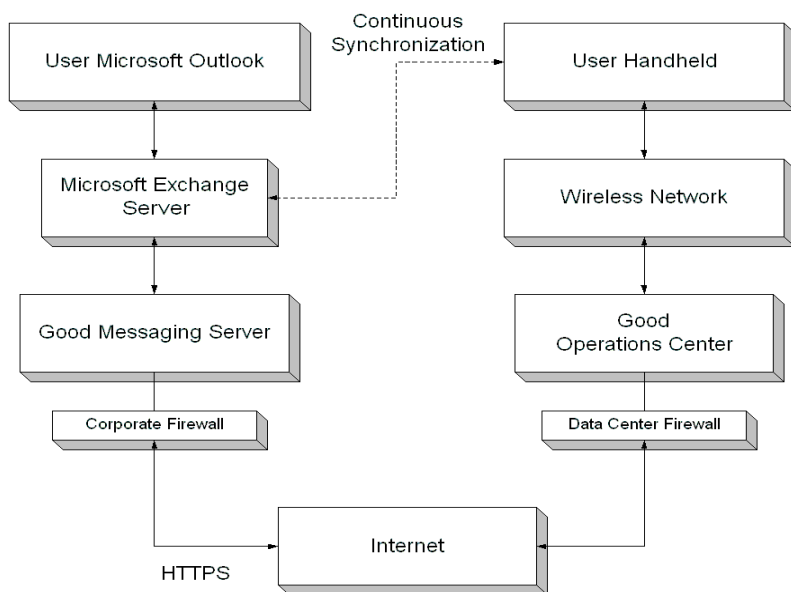 Continuous
Synchronization
User Microsoft Outlook
User Handheld
Microsoft Exchange
Server
Wireless Network
Good Messaging Server
Good
Operations Center
Corporate Firewall
Data Center Firewall
Internet
HTTPS